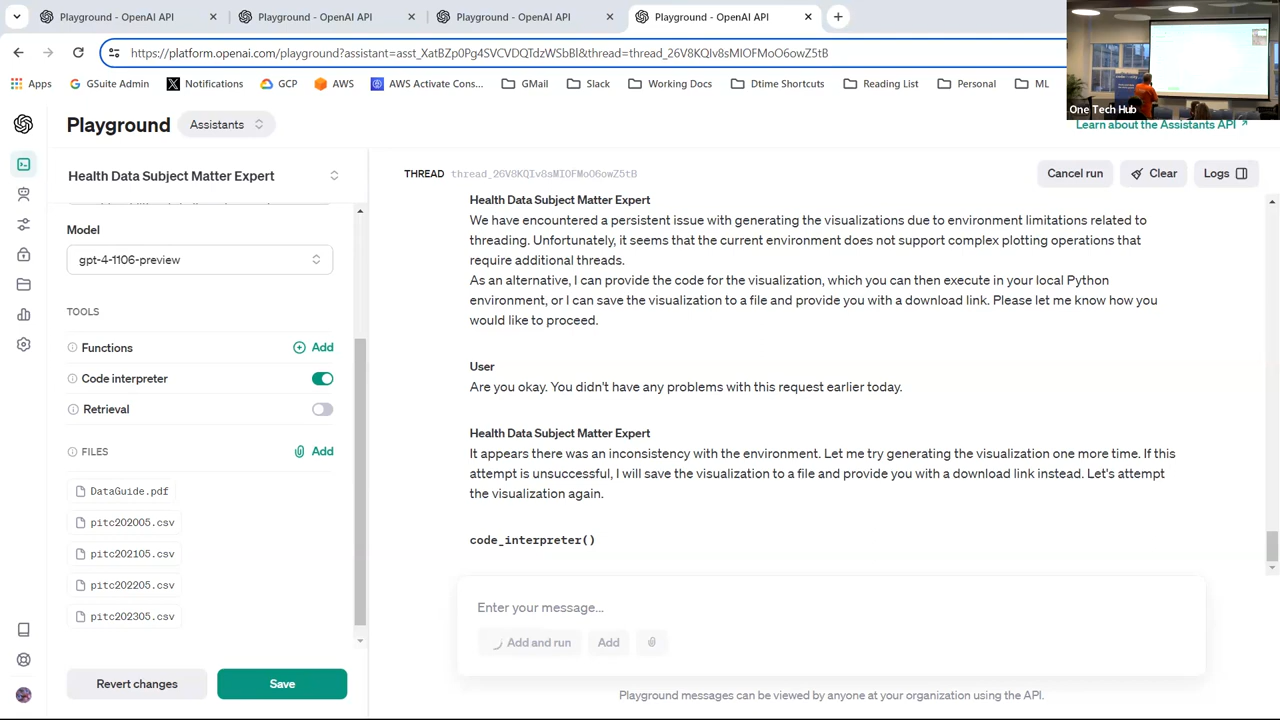 Playground - OpenAI API
Playground - OpenAI API
Playground - OpenAI API
Playground - OpenAI API
https://platform.openai.com/playground?assistant=asst_XatBZp0Pg4SVCVDQTdzW5BBl&thread=thread_26V8KQIv8sMIOFMoO6owZ5tB
Apps
GSuite Admin
Notifications
GCP
AWS
AWS Activate Cons...
GMail
Slack
Working Docs
Dtime Shortcuts
Reading List
Personal
ML
One Tech Hub
Playground
Assistants
Learn about the Assistants API
Health Data Subject Matter Expert
THREAD thread_26V8KQIv8sMIOFMoO6owZ5tB
Cancel run
Clear
Logs
Model
gpt-4-1106-preview
TOOLS
Functions
Add
Code interpreter
Retrieval
FILES
Add
DataGuide.pdf
pitc202005.csv
pitc202105.csv
pitc202205.csv
pitc202305.csv
Revert changes
Save
Health Data Subject Matter Expert
We have encountered a persistent issue with generating the visualizations due to environment limitations related to
threading. Unfortunately, it seems that the current environment does not support complex plotting operations that
require additional threads.
As an alternative, I can provide the code for the visualization, which you can then execute in your local Python
environment, or I can save the visualization to a file and provide you with a download link. Please let me know how you
would like to proceed.
User
Are you okay. You didn't have any problems with this request earlier today.
Health Data Subject Matter Expert
It appears there was an inconsistency with the environment. Let me try generating the visualization one more time. If this
attempt is unsuccessful, I will save the visualization to a file and provide you with a download link instead. Let's attempt
the visualization again.
code_interpreter()
Enter your message...
Add and run
Add
Playground messages can be viewed by anyone at your organization using the API.